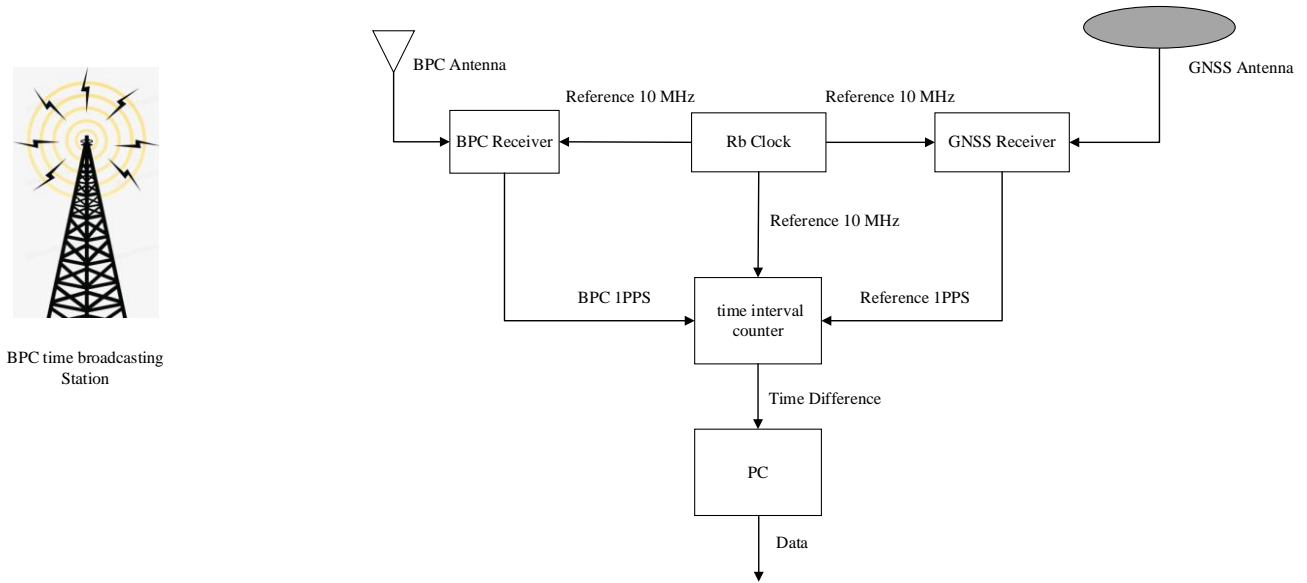 BPC Antenna
GNSS Antenna
Reference 10 MHz
Reference 10 MHz
BPC Receiver
Rb Clock
GNSS Receiver
Reference 10 MHz
BPC 1PPS
Reference 1PPS
time interval
counter
BPC time broadcasting
Station
Time Difference
PC
Data